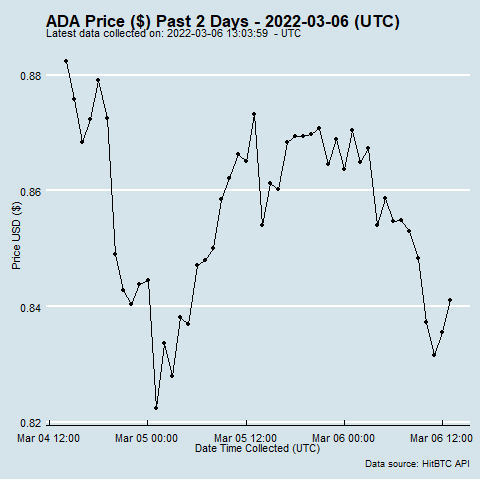 ADA Price ($) Past 2 Days - 2022-03-06 (UTC)
Latest data collected on: 2022-03-06 13:03:59  - UTC
0.88
0.86
0.84
0.82
Price USD ($)
Mar 04 12:00 Mar 05 00:00 Mar 05 12:00 Mar 06 00:00 Mar 06 12:00
Date Time Collected (UTC)
Data source: HitBTC API